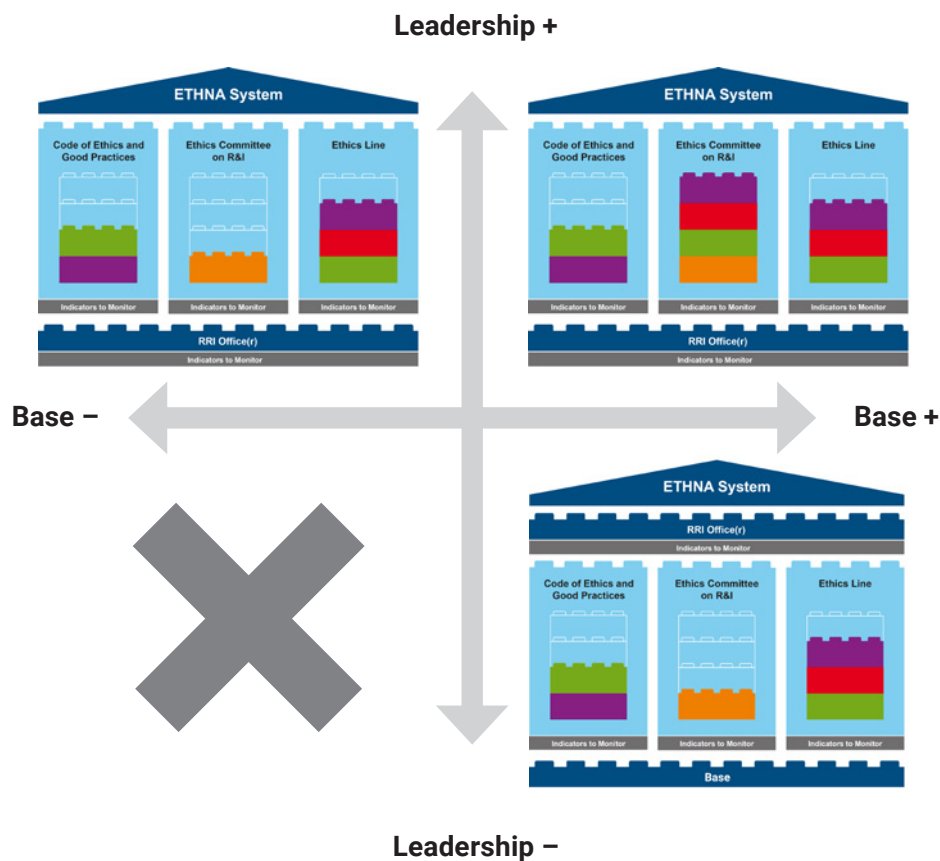 Leadership +
ETHNA System
Code of Ethics and
Good Practices
Ethics Committee
on R&I
Ethics Line
Indicators to Monitor
Indicators to Monitor
Indicators to Monitor
RRI Office(r)
Indicators to Monitor
ETHNA System
Code of Ethics and
Good Practices
Ethics Committee
on R&I
Ethics Line
Indicators to Monitor
Indicators to Monitor
Indicators to Monitor
RRI Office(r)
Indicators to Monitor
Base –
Base +
ETHNA System
RRI Office(r)
Indicators to Monitor
Code of Ethics and
Good Practices
Ethics Committee
on R&I
Ethics Line
Indicators to Monitor
Indicators to Monitor
Indicators to Monitor
Base
Leadership –